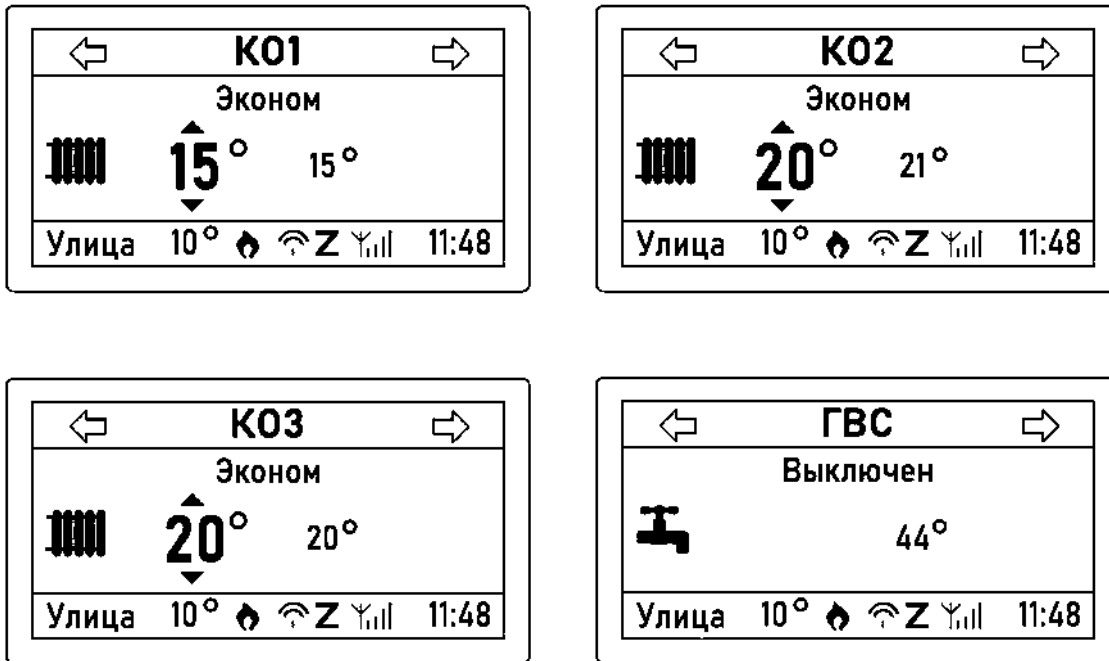 КО1
Эконом
15° 15°
Улица 10° Z 11:48
КО2
Эконом
20° 21°
Улица 10° Z 11:48
КО3
Эконом
20° 20°
Улица 10° Z 11:48
ГВС
Выключен
44°
Улица 10° Z 11:48